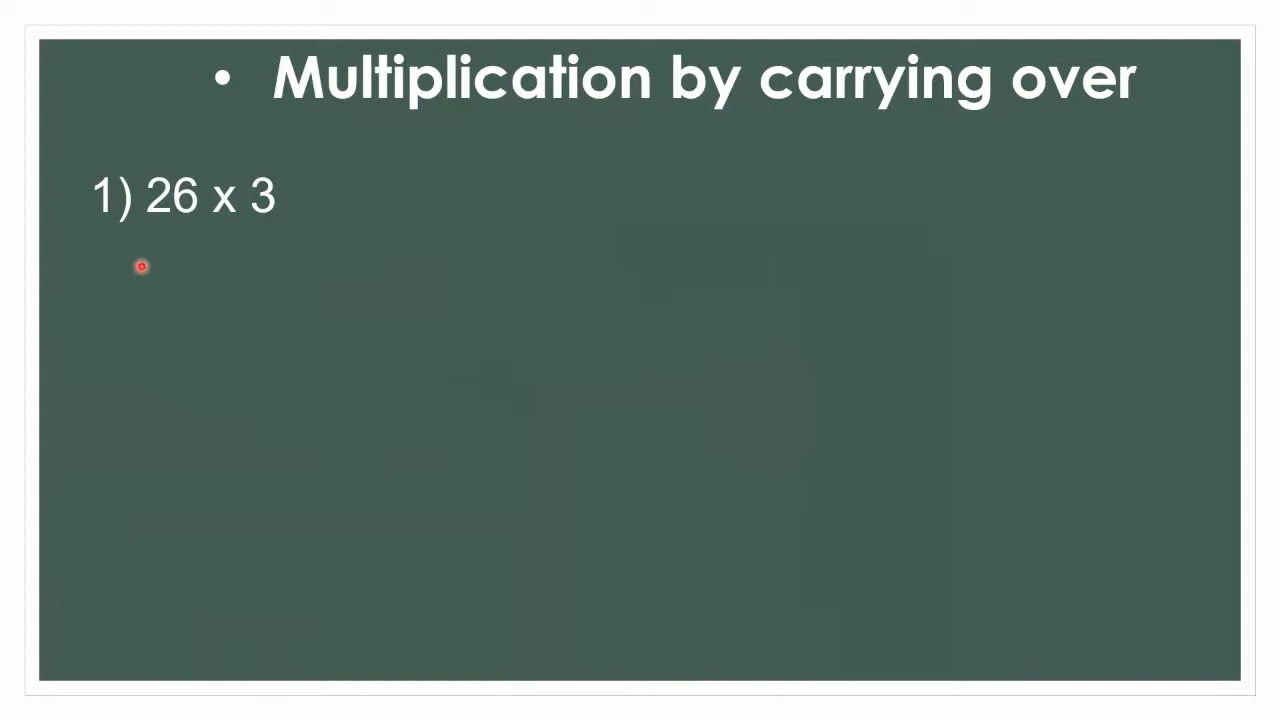 • Multiplication by carrying over
1) 26 x 3